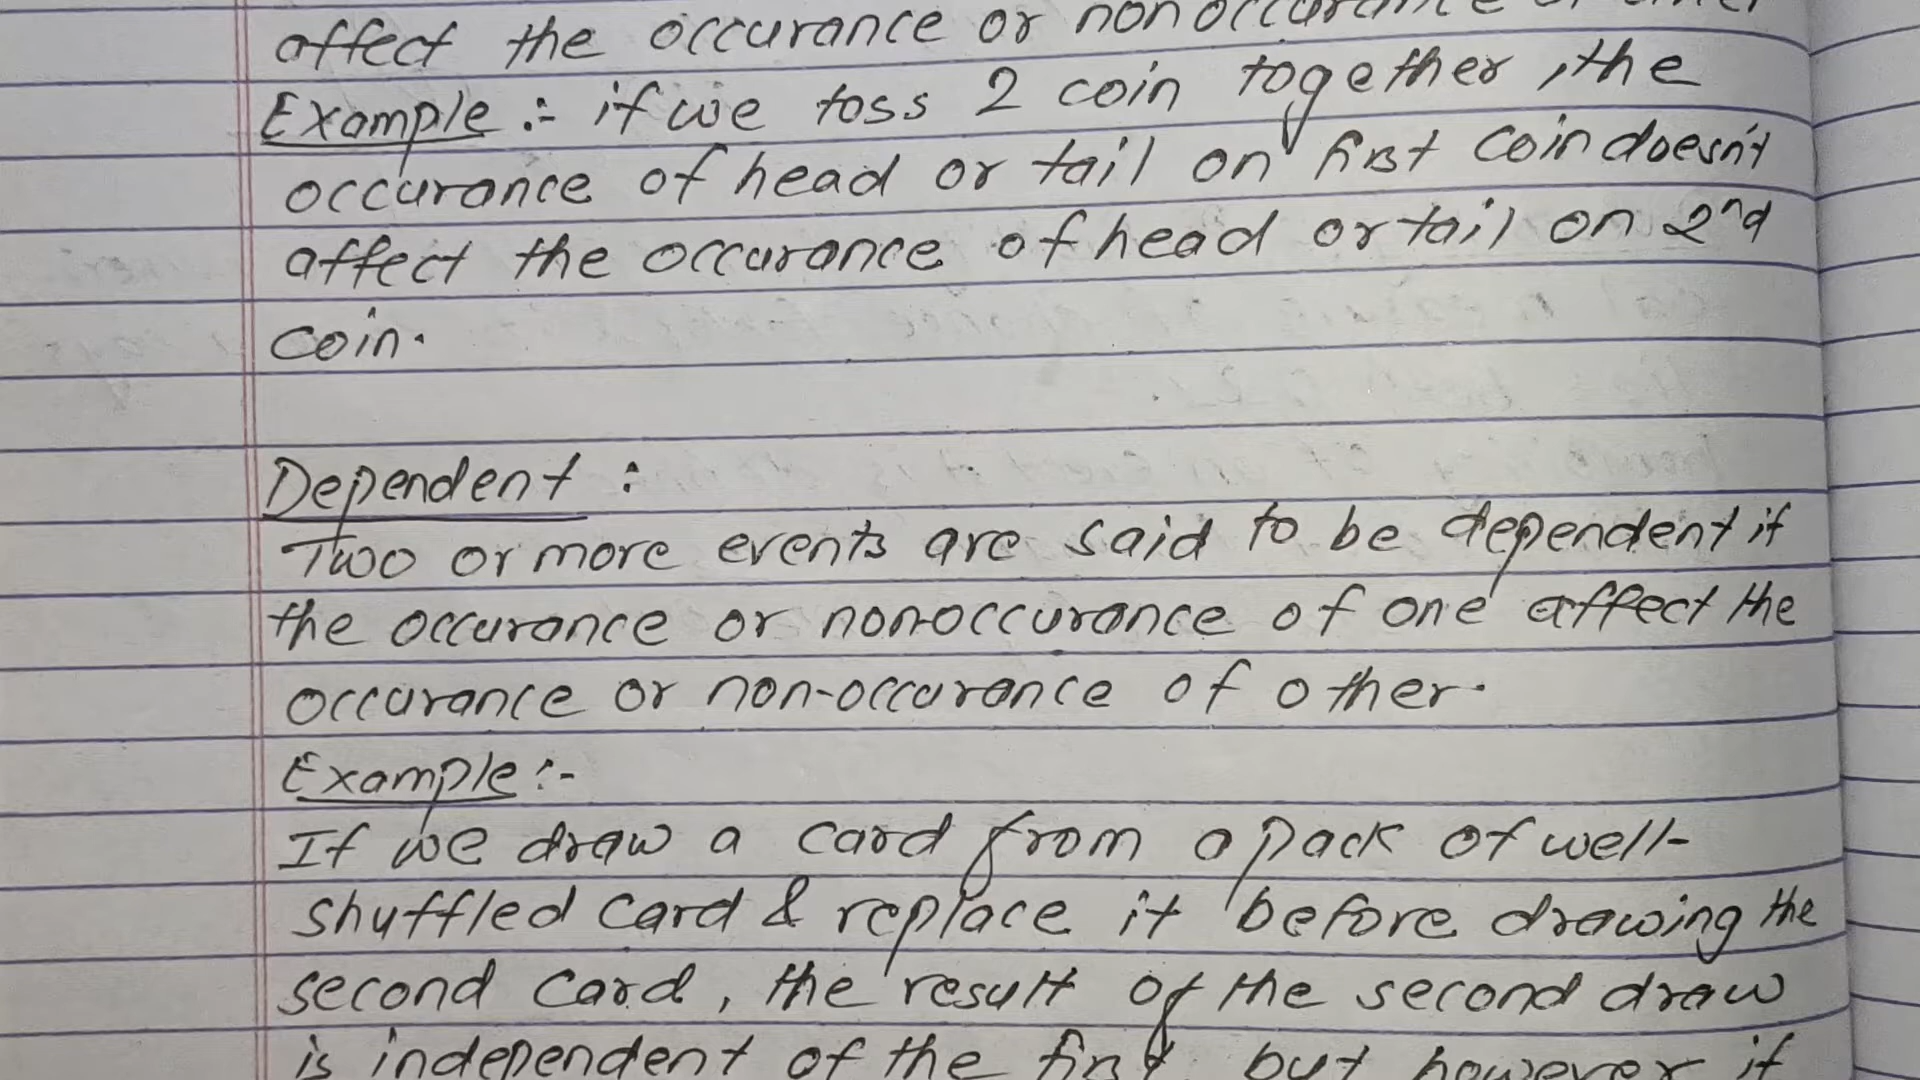 affect the occurance or nonoccurance
Example :- if we toss 2 coin together, the
occurance of head or tail on first coin doesn't
affect the occurance of head or tail on 2nd
coin.
Dependent :
Two or more events are said to be dependent if
the occurance or nonoccurance of one affect the
occurance or non-occurance of other.
Example :-
If we draw a card from a pack of well-
shuffled card & replace it before drawing the
second card, the result of the second draw
is independent of the first, but however if